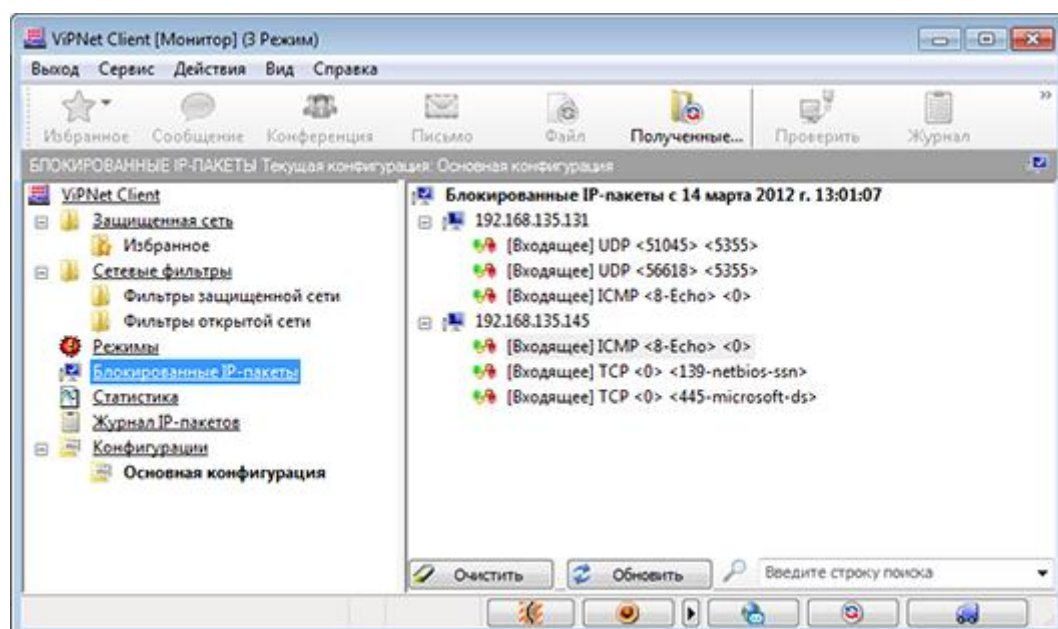 ViPNet Client [Монитор] (3 Режим)
Выход Сервис Действия Вид Справка
Избранное Сообщение Конференция Письмо Файл Полученные... Проверить Журнал
БЛОКИРОВАННЫЕ IP-ПАКЕТЫ Текущая конфигурация: Основная конфигурация
ViPNet Client
Защищенная сеть
Избранное
Сетевые фильтры
Фильтры защищенной сети
Фильтры открытой сети
Режимы
Блокированные IP-пакеты
Статистика
Журнал IP-пакетов
Конфигурации
Основная конфигурация
Блокированные IP-пакеты с 14 марта 2012 г. 13:01:07
192.168.135.131
[Входящее] UDP <51045> <5355>
[Входящее] UDP <56618> <5355>
[Входящее] ICMP <8-Echo> <0>
192.168.135.145
[Входящее] ICMP <8-Echo> <0>
[Входящее] TCP <0> <139-netbios-ssn>
[Входящее] TCP <0> <445-microsoft-ds>
Очистить Обновить Введите строку поиска